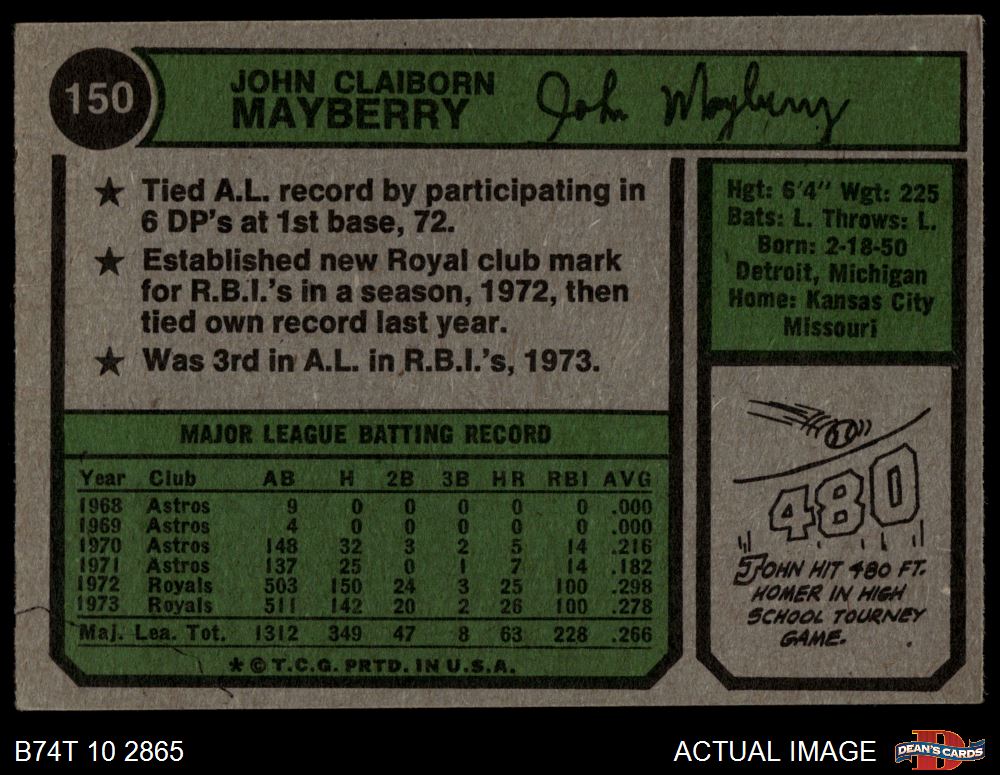 150
JOHN CLAIBORN
MAYBERRY
John Mayberry
★ Tied A.L. record by participating in
6 DP's at 1st base, 72.
★ Established new Royal club mark
for R.B.I.'s in a season, 1972, then
tied own record last year.
★ Was 3rd in A.L. in R.B.I.'s, 1973.
Hgt: 6'4" Wgt: 225
Bats: L. Throws: L.
Born: 2-18-50
Detroit, Michigan
Home: Kansas City
Missouri
MAJOR LEAGUE BATTING RECORD
Year Club AB H 2B 3B HR RBI AVG
1968 Astros 9 0 0 0 0 0 .000
1969 Astros 4 0 0 0 0 0 .000
1970 Astros 148 32 3 2 5 14 .216
1971 Astros 137 25 0 1 7 14 .182
1972 Royals 503 150 24 3 25 100 .298
1973 Royals 511 142 20 2 26 100 .278
Maj. Lea. Tot. 1312 349 47 8 63 228 .266
★ © T.C.G. PRTD. IN U.S.A.
480
JOHN HIT 480 FT.
HOMER IN HIGH
SCHOOL TOURNEY
GAME.
B74T 10 2865
ACTUAL IMAGE
D
DEAN'S CARDS